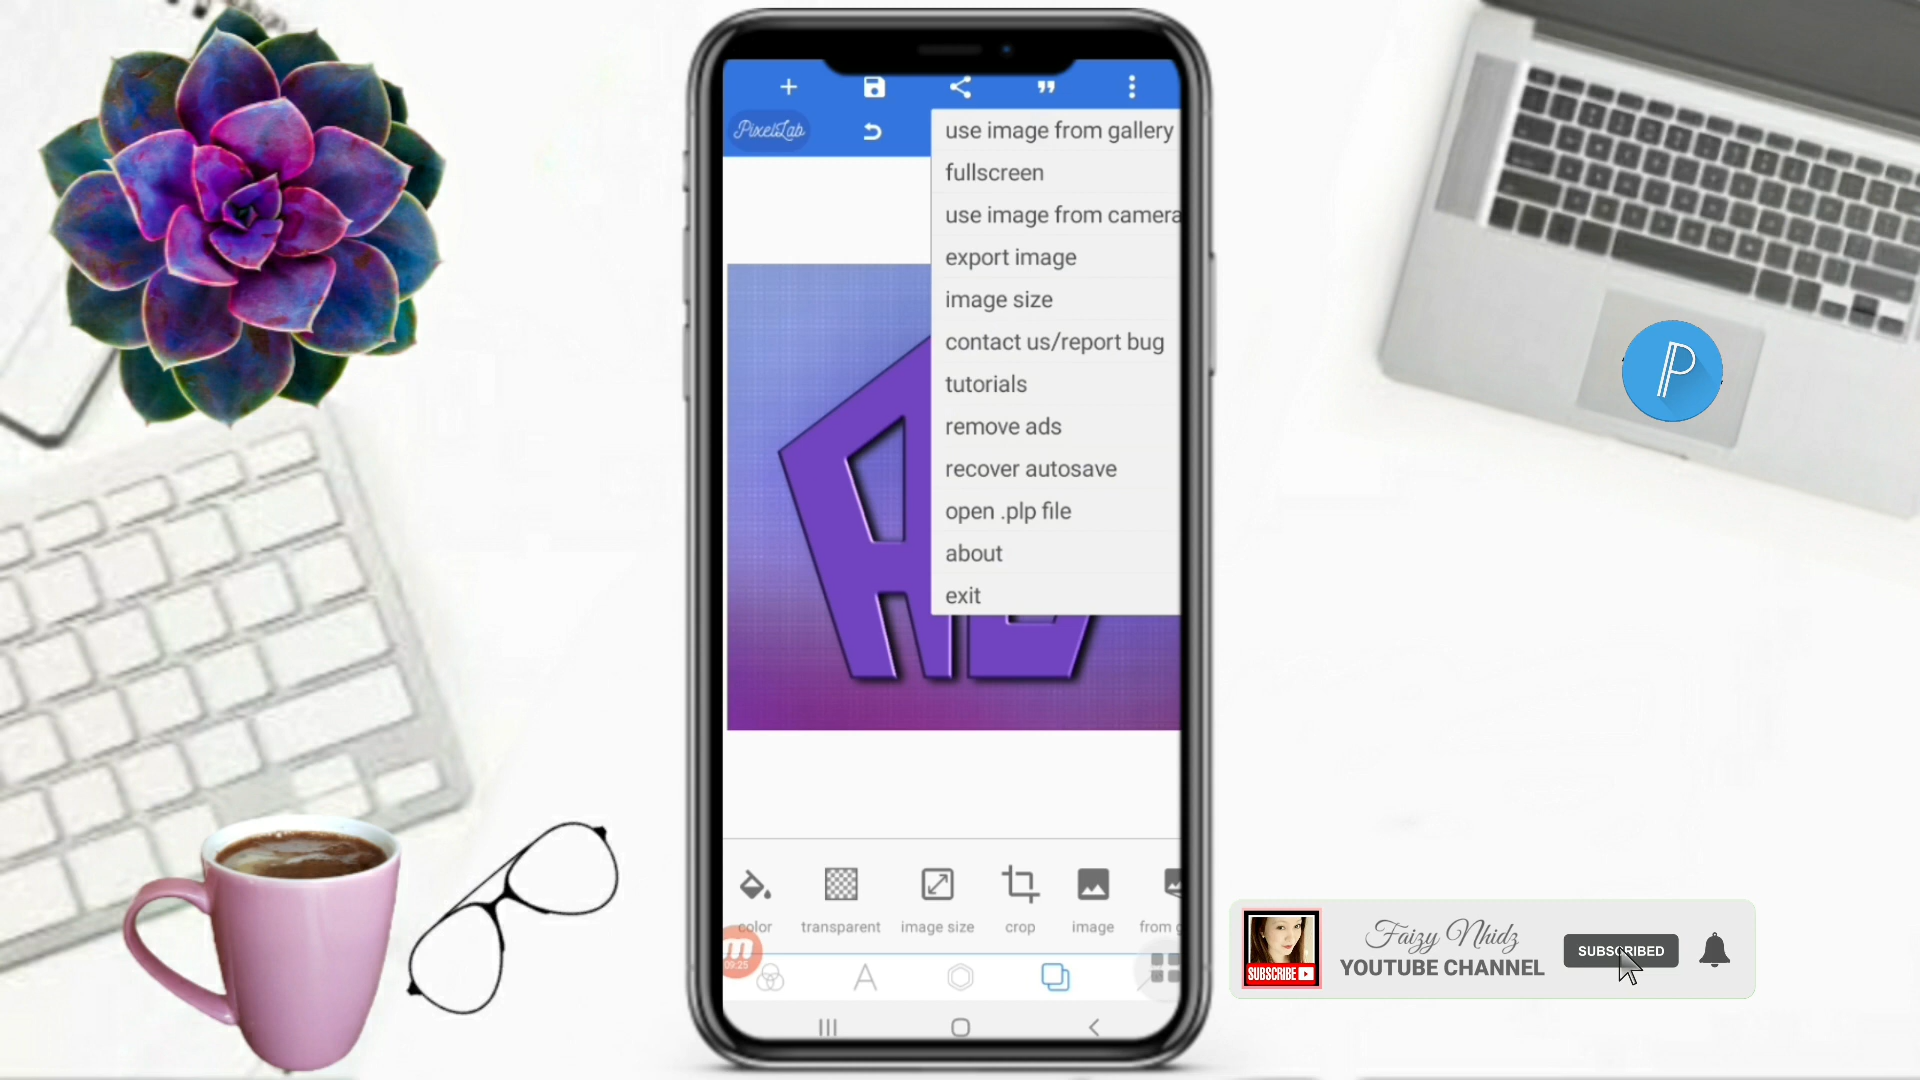 PixelLab
use image from gallery
fullscreen
use image from camera
export image
image size
contact us/report bug
tutorials
remove ads
recover autosave
open .plp file
about
exit
color
transparent
image size
crop
image
from g
09:25
SUBSCRIBE
Faizy Nhidz
YOUTUBE CHANNEL
SUBSCRIBED